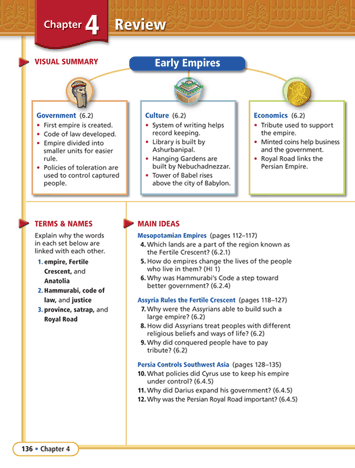 Chapter 4 Review
VISUAL SUMMARY
Early Empires
Government (6.2)
• First empire is created.
• Code of law developed.
• Empire divided into
smaller units for easier
rule.
• Policies of toleration are
used to control captured
people.
Culture (6.2)
• System of writing helps
record keeping.
• Library is built by
Ashurbanipal.
• Hanging Gardens are
built by Nebuchadnezzar.
• Tower of Babel rises
above the city of Babylon.
Economics (6.2)
• Tribute used to support
the empire.
• Minted coins help business
and the government.
• Royal Road links the
Persian Empire.
TERMS & NAMES
Explain why the words
in each set below are
linked with each other.
1. empire, Fertile
Crescent, and
Anatolia
2. Hammurabi, code of
law, and justice
3. province, satrap, and
Royal Road
MAIN IDEAS
Mesopotamian Empires (pages 112–117)
4. Which lands are a part of the region known as
the Fertile Crescent? (6.2.1)
5. How do empires change the lives of the people
who live in them? (HI 1)
6. Why was Hammurabi's Code a step toward
better government? (6.2.4)
Assyria Rules the Fertile Crescent (pages 118–127)
7. Why were the Assyrians able to build such a
large empire? (6.2)
8. How did Assyrians treat peoples with different
religious beliefs and ways of life? (6.2)
9. Why did conquered people have to pay
tribute? (6.2)
Persia Controls Southwest Asia (pages 128–135)
10. What policies did Cyrus use to keep his empire
under control? (6.4.5)
11. Why did Darius expand his government? (6.4.5)
12. Why was the Persian Royal Road important? (6.4.5)
136 • Chapter 4